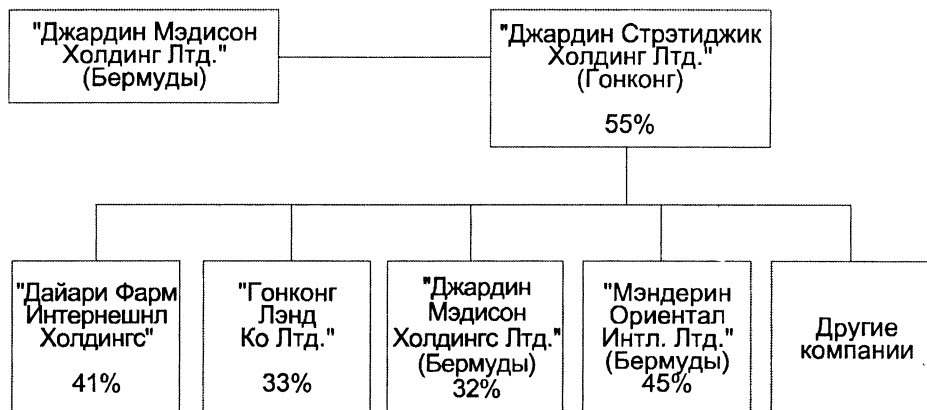 "Джардин Мэдисон
Холдинг Лтд."
(Бермуды)
"Джардин Стрэтиджик
Холдинг Лтд."
(Гонконг)
55%
"Дайари Фарм
Интернешнл
Холдингс"
41%
"Гонконг
Лэнд
Ко Лтд."
33%
"Джардин
Мэдисон
Холдингс Лтд."
(Бермуды)
32%
"Мэндерин
Ориентал
Интл. Лтд."
(Бермуды)
45%
Другие
компании